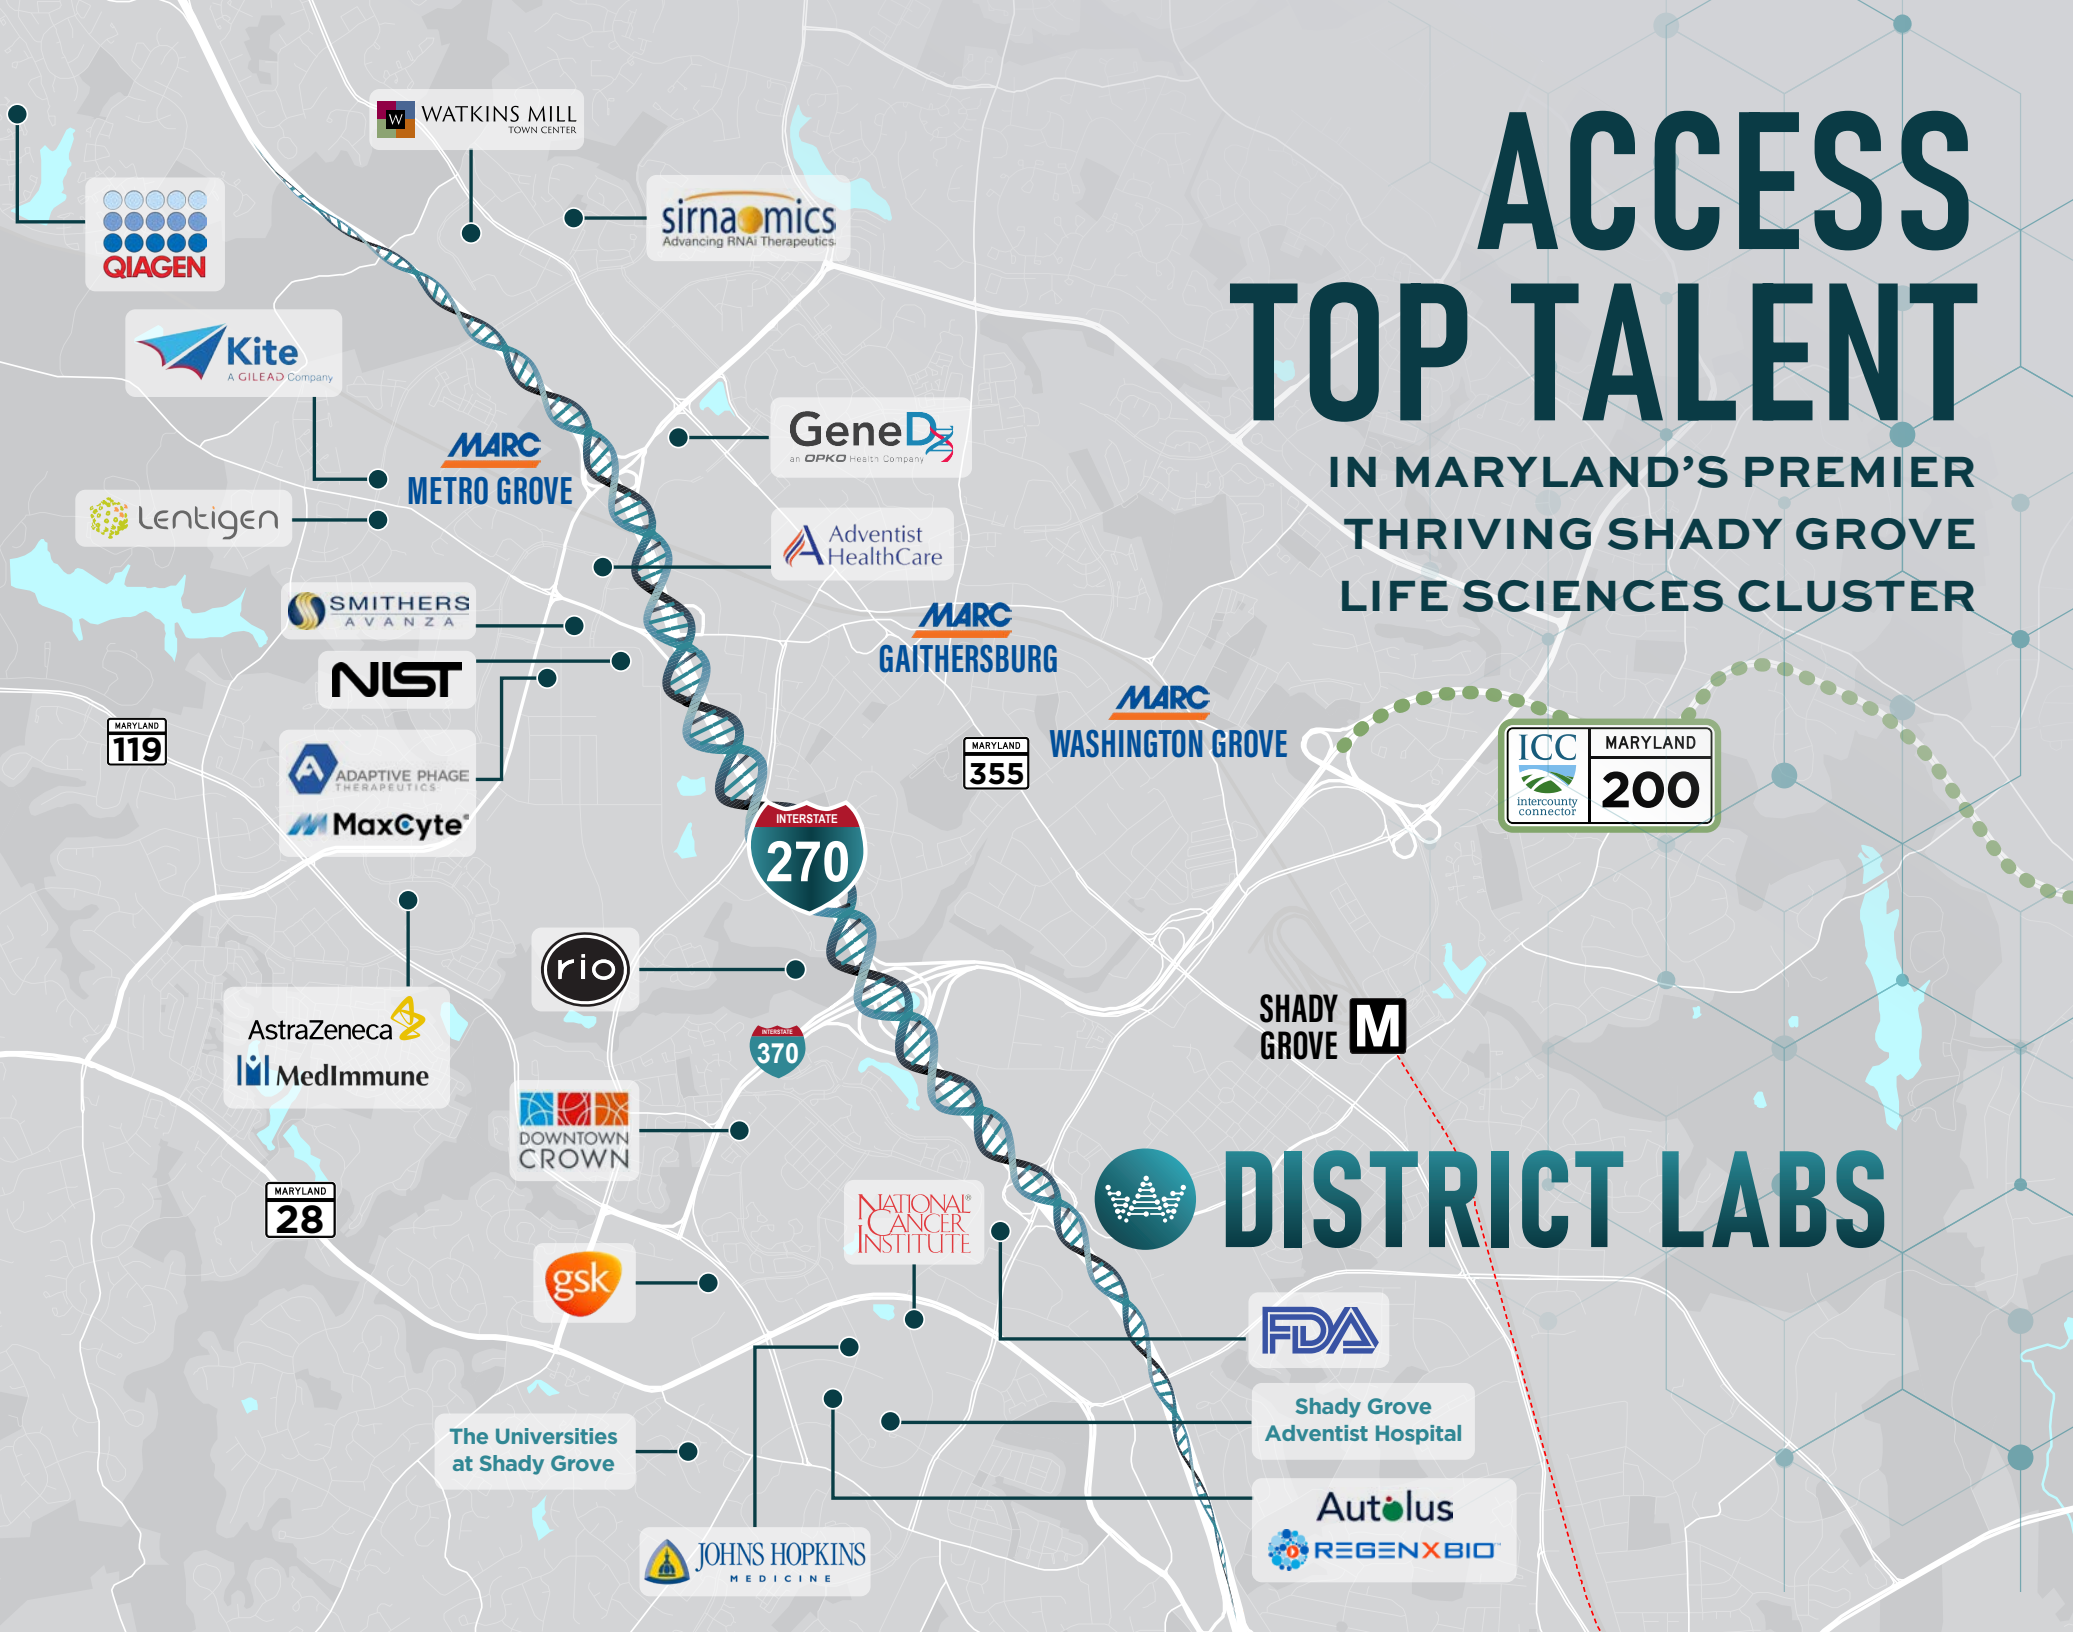 ACCESS
TOP TALENT
IN MARYLAND'S PREMIER
THRIVING SHADY GROVE
LIFE SCIENCES CLUSTER
W WATKINS MILL
TOWN CENTER
sirnaomics
Advancing RNAi Therapeutics
QIAGEN
Kite
A GILEAD Company
MARC
METRO GROVE
GeneDx
an OPKO Health Company
Lentigen
Adventist
HealthCare
SMITHERS
AVANZA
MARC
GAITHERSBURG
NIST
MARC
WASHINGTON GROVE
MARYLAND
119
MARYLAND
355
ICC
intercounty
connector
MARYLAND
200
A ADAPTIVE PHAGE
THERAPEUTICS
MaxCyte®
INTERSTATE
270
rio
AstraZeneca
MedImmune
INTERSTATE
370
SHADY
GROVE
M
DOWNTOWN
CROWN
DISTRICT LABS
MARYLAND
28
NATIONAL®
CANCER
INSTITUTE
gsk
FDA
Shady Grove
Adventist Hospital
The Universities
at Shady Grove
Autolus
REGENXBIO™
JOHNS HOPKINS
MEDICINE